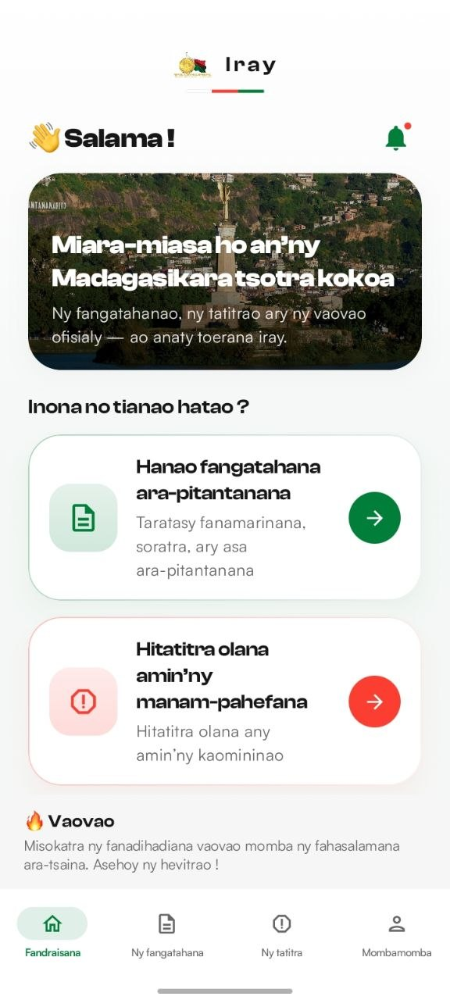 Iray
👋 Salama !
ANTANANARIVO
Miara-miasa ho an’ny
Madagasikara tsotra kokoa
Ny fangatahanao, ny tatitrao ary ny vaovao
ofisialy — ao anaty toerana iray.
Inona no tianao hatao ?
Hanao fangatahana
ara-pitantanana
Taratasy fanamarinana,
soratra, ary asa
ara-pitantanana
Hitatitra olana
amin’ny
manam-pahefana
Hitatitra olana any
amin’ny kaomininao
🔥 Vaovao
Misokatra ny fanadihadiana vaovao momba ny fahasalamana
ara-tsaina. Asehoy ny hevitrao !
Fandraisana
Ny fangatahana
Ny tatitra
Mombamomba